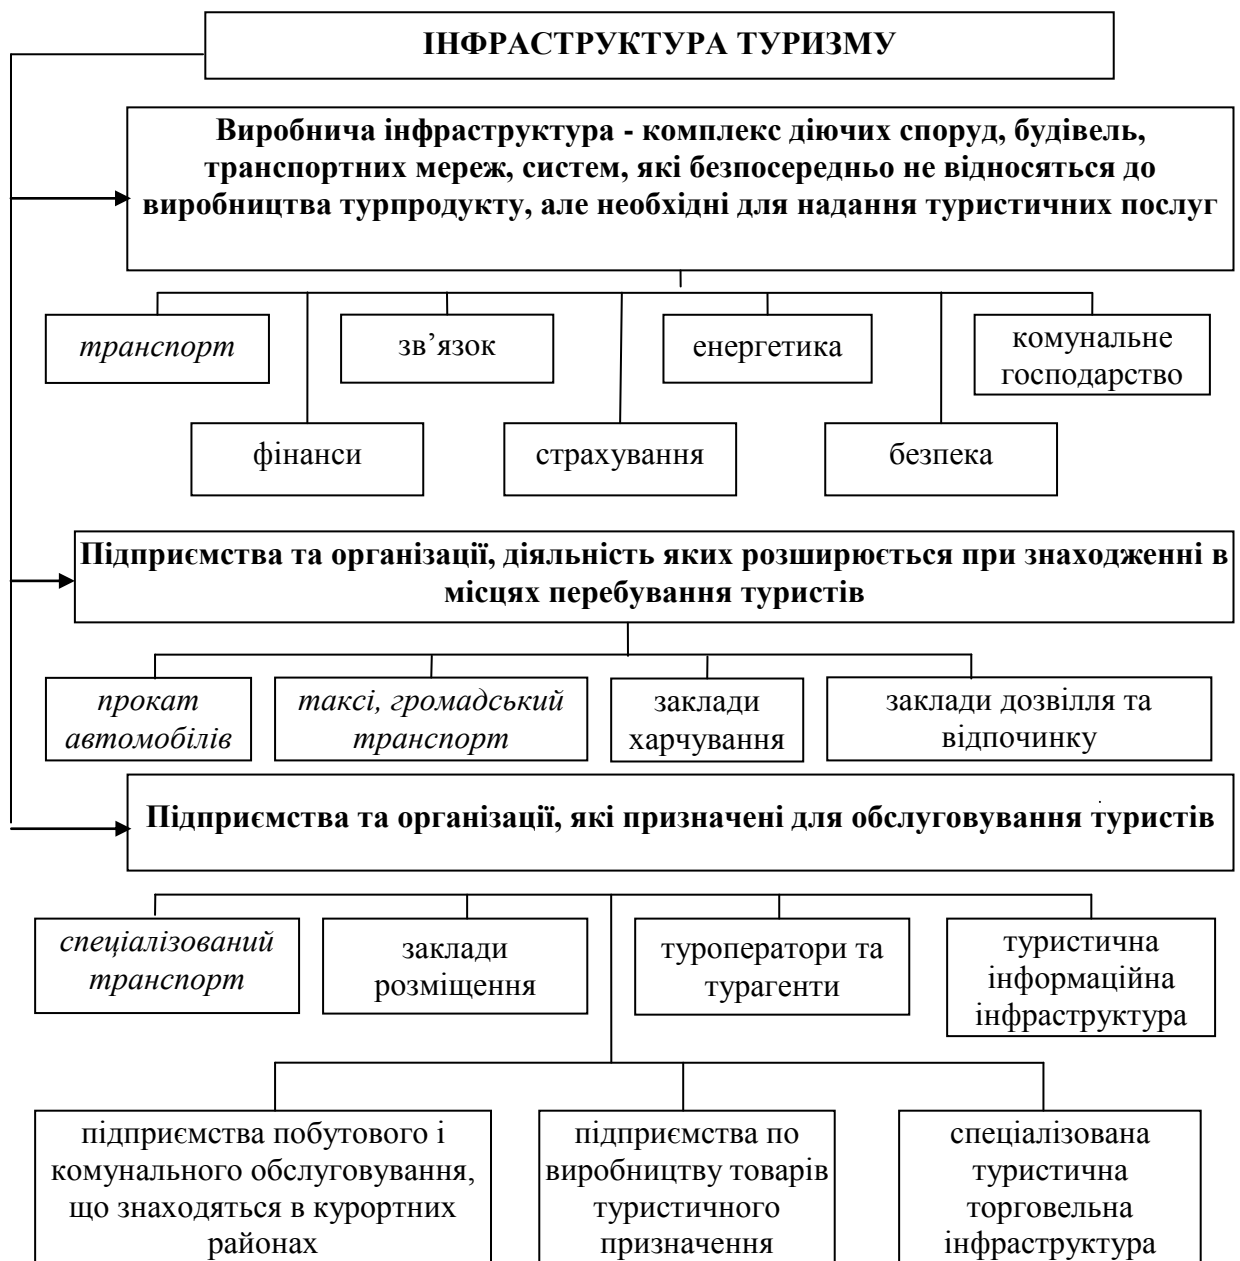 ІНФРАСТРУКТУРА ТУРИЗМУ
Виробнича інфраструктура - комплекс діючих споруд, будівель,
транспортних мереж, систем, які безпосередньо не відносяться до
виробництва турпродукту, але необхідні для надання туристичних послуг
транспорт
зв’язок
енергетика
комунальне
господарство
фінанси
страхування
безпека
Підприємства та організації, діяльність яких розширюється при знаходженні в
місцях перебування туристів
прокат
автомобілів
таксі, громадський
транспорт
заклади
харчування
заклади дозвілля та
відпочинку
Підприємства та організації, які призначені для обслуговування туристів
спеціалізований
транспорт
заклади
розміщення
туроператори та
турагенти
туристична
інформаційна
інфраструктура
підприємства побутового і
комунального обслуговування,
що знаходяться в курортних
районах
підприємства по
виробництву товарів
туристичного
призначення
спеціалізована
туристична
торговельна
інфраструктура